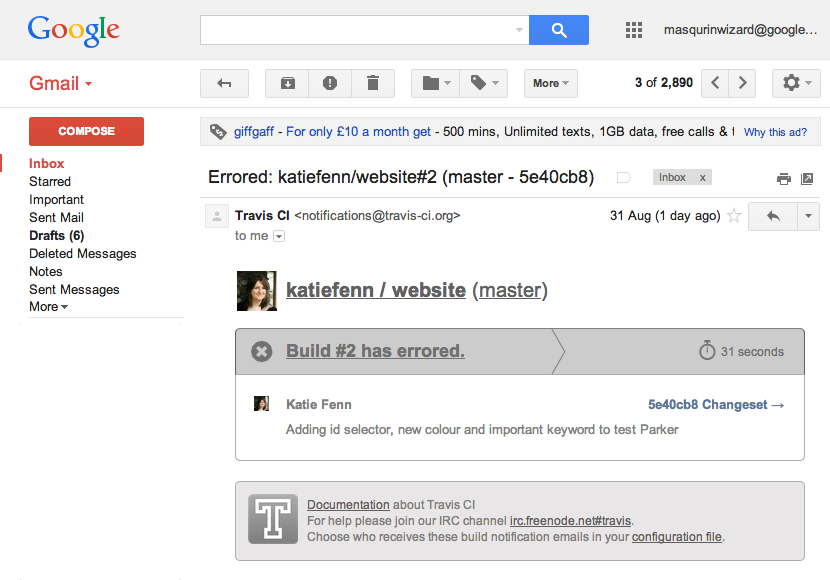 Google
masqurinwizard@google...
Gmail
More
3 of 2,890
COMPOSE
Inbox
Starred
Important
Sent Mail
Drafts (6)
Deleted Messages
Notes
Sent Messages
More
giffgaff - For only £10 a month get - 500 mins, Unlimited texts, 1GB data, free calls & t Why this ad?
Errored: katiefenn/website#2 (master - 5e40cb8) Inbox x
Travis CI <notifications@travis-ci.org> 31 Aug (1 day ago)
to me
katiefenn / website (master)
Build #2 has errored. 31 seconds
Katie Fenn 5e40cb8 Changeset →
Adding id selector, new colour and important keyword to test Parker
T
Documentation about Travis CI
For help please join our IRC channel irc.freenode.net#travis.
Choose who receives these build notification emails in your configuration file.